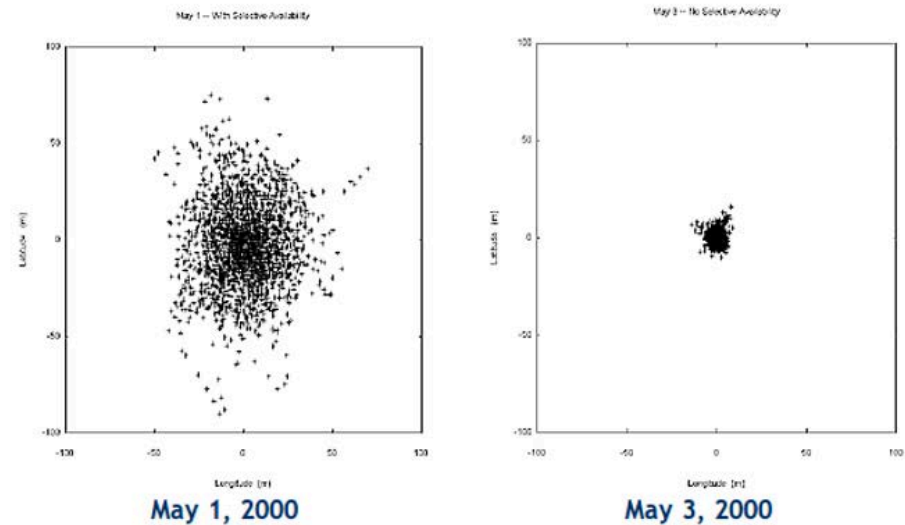 May 1 -- With Selective Availability
100
50
0
-50
-100
-100
-50
0
50
100
Latitude (m)
Longitude (m)
May 1, 2000
May 3 -- No Selective Availability
100
50
0
-50
-100
-100
-50
0
50
100
Latitude (m)
Longitude (m)
May 3, 2000